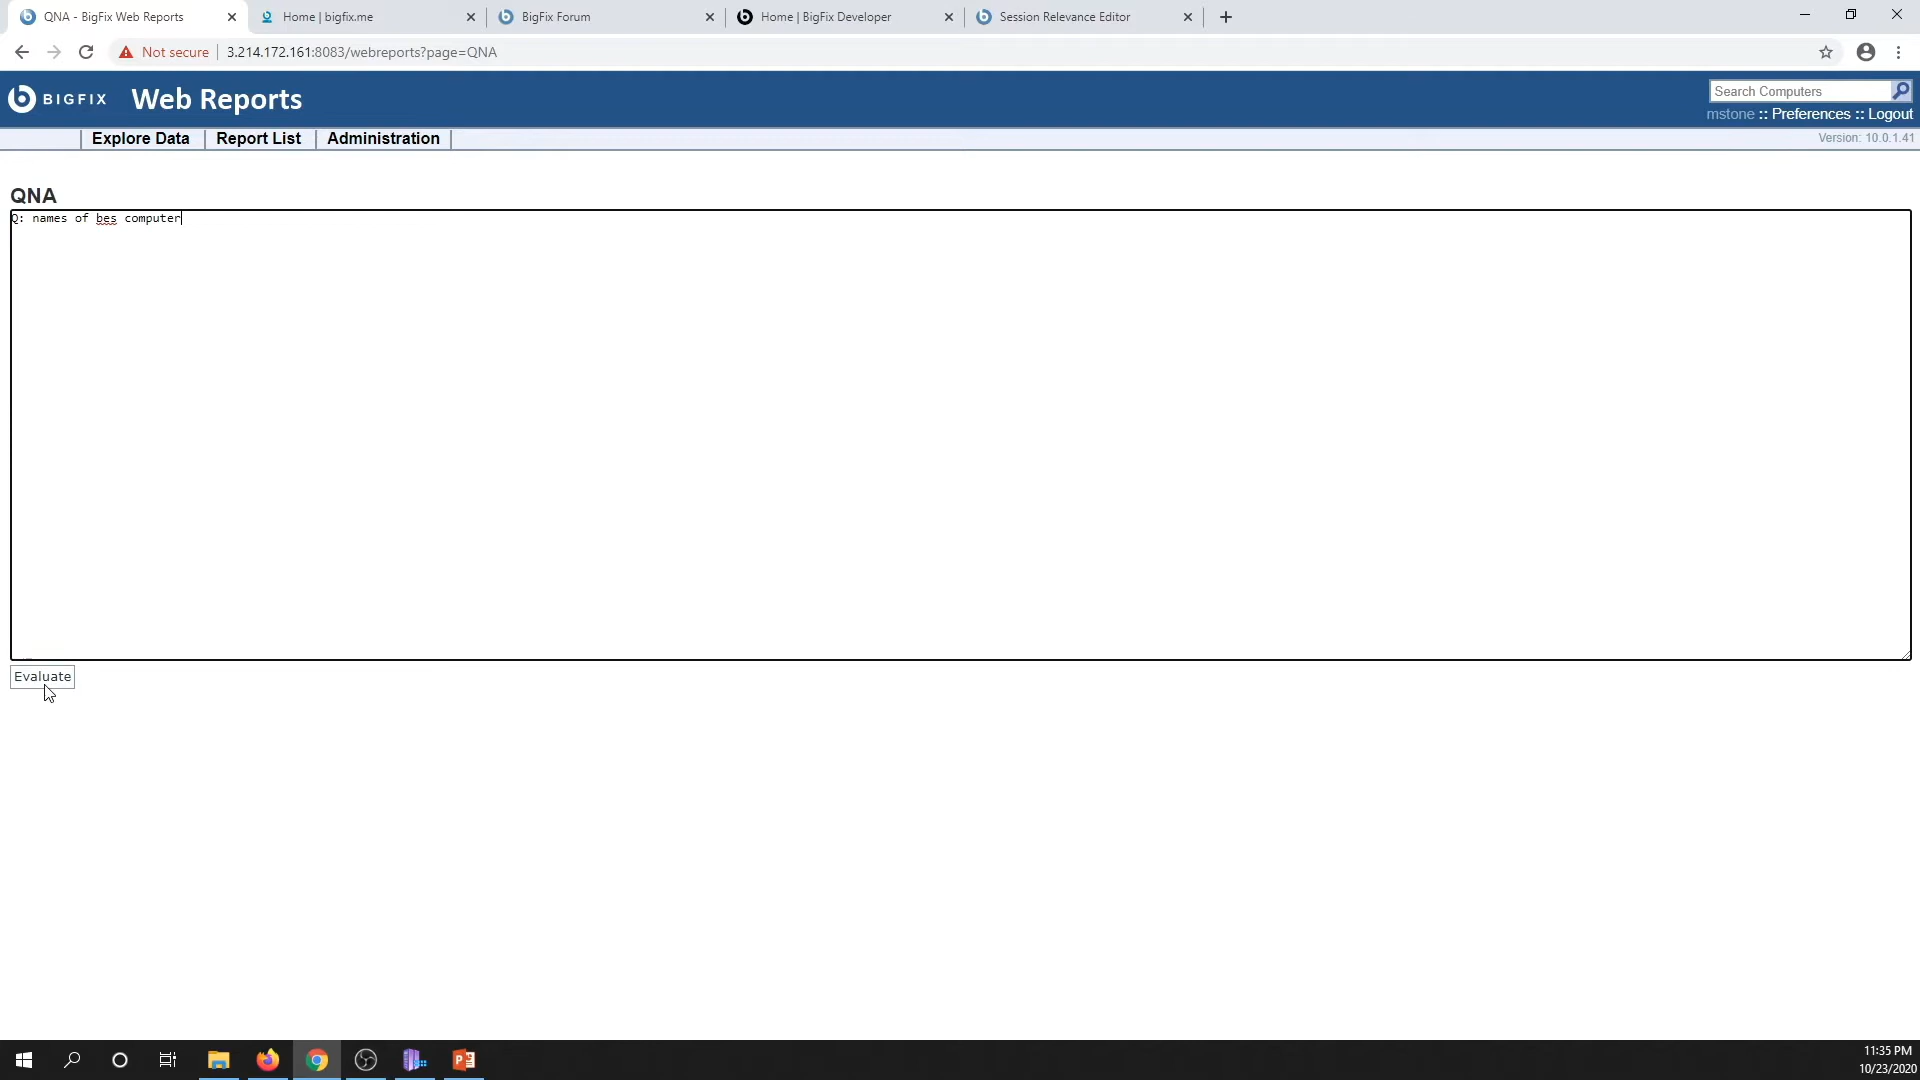 QNA - BigFix Web Reports
Home | bigfix.me
BigFix Forum
Home | BigFix Developer
Session Relevance Editor
Not secure
3.214.172.161:8083/webreports?page=QNA
BIGFIX
Web Reports
Search Computers
mstone :: Preferences :: Logout
Explore Data
Report List
Administration
Version: 10.0.1.41
QNA
Q: names of bes computer
Evaluate
11:35 PM
10/23/2020